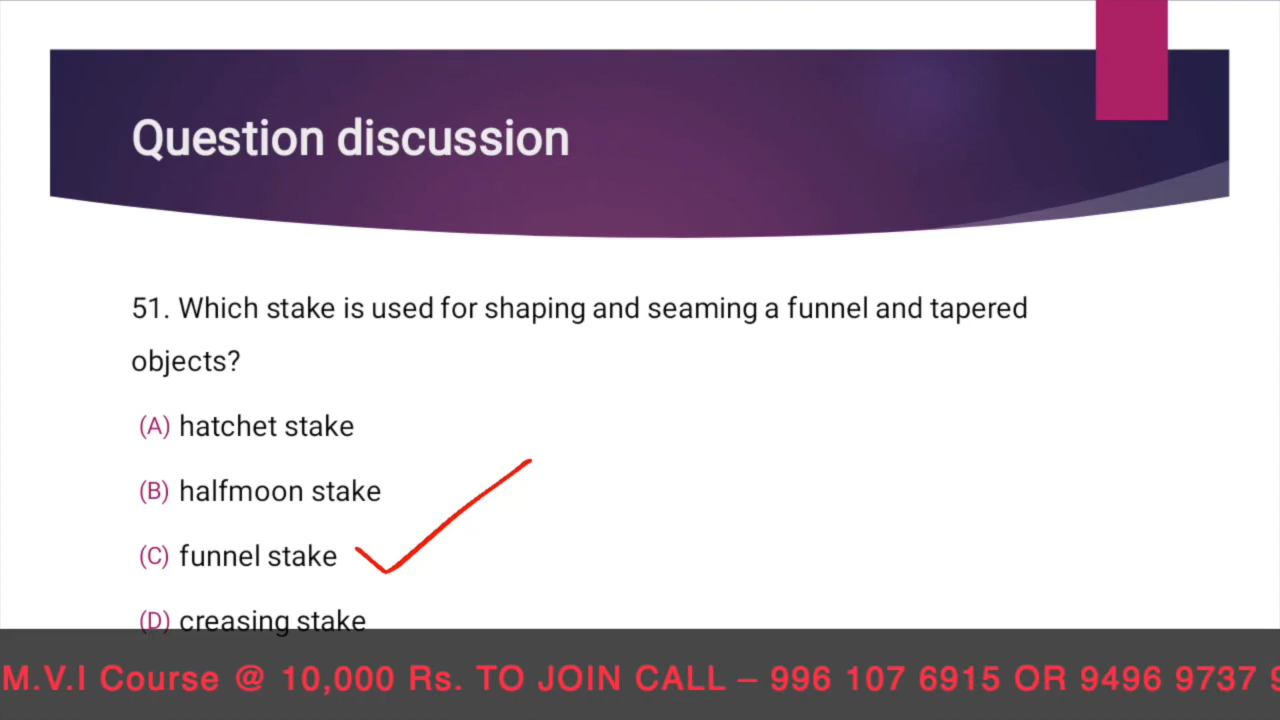 Question discussion
51. Which stake is used for shaping and seaming a funnel and tapered
objects?
(A) hatchet stake
(B) halfmoon stake
(C) funnel stake
(D) creasing stake
M.V.I Course @ 10,000 Rs. TO JOIN CALL – 996 107 6915 OR 9496 9737